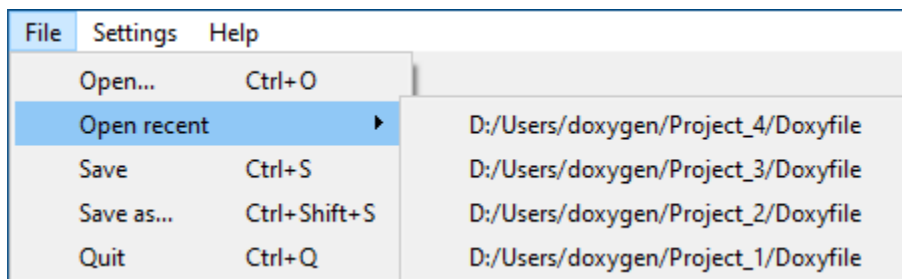 File Settings Help
Open... Ctrl+O
Open recent D:/Users/doxygen/Project_4/Doxyfile
Save Ctrl+S D:/Users/doxygen/Project_3/Doxyfile
Save as... Ctrl+Shift+S D:/Users/doxygen/Project_2/Doxyfile
Quit Ctrl+Q D:/Users/doxygen/Project_1/Doxyfile